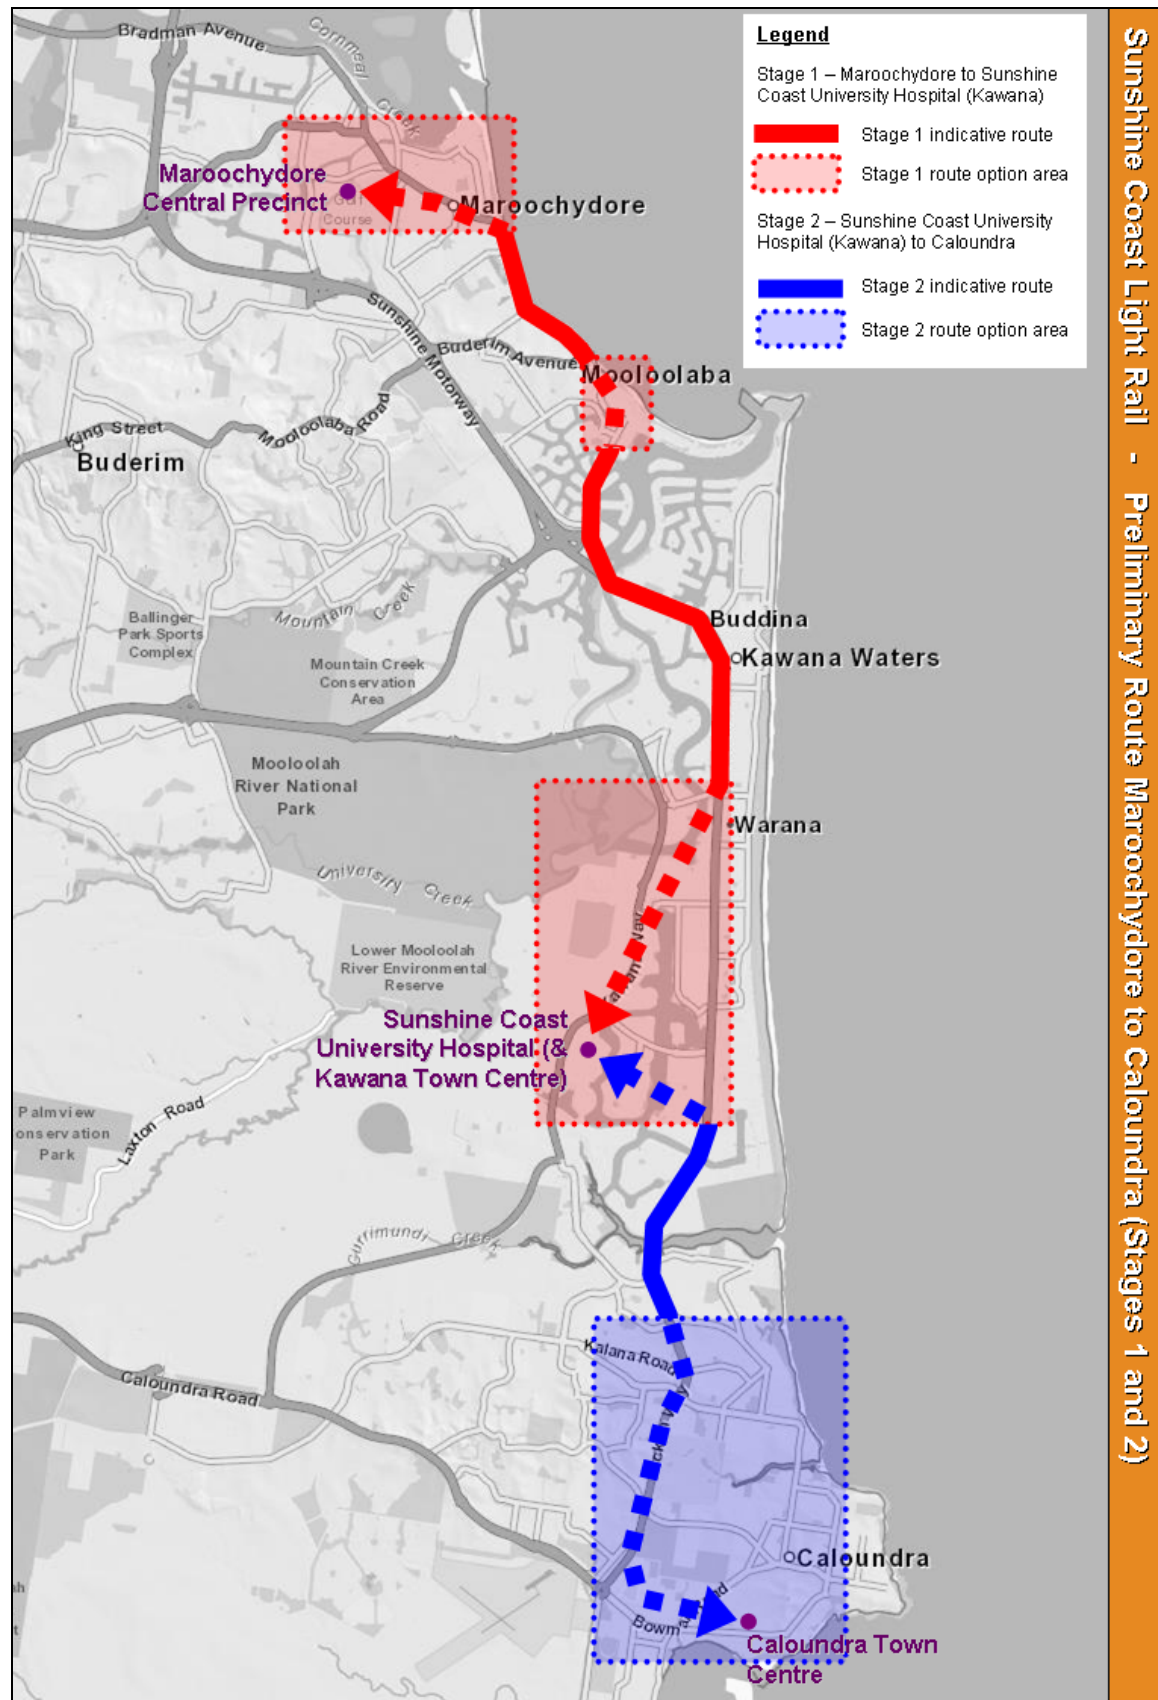 Sunshine Coast Light Rail - Preliminary Route Maroochydore to Caloundra (Stages 1 and 2)
Legend
Stage 1 – Maroochydore to Sunshine
Coast University Hospital (Kawana)
Stage 1 indicative route
Stage 1 route option area
Stage 2 – Sunshine Coast University
Hospital (Kawana) to Caloundra
Stage 2 indicative route
Stage 2 route option area
Bradman Avenue
Cornmeal
Creek
Maroochydore
Central Precinct
Golf
Course
Maroochydore
Sunshine Motorway
Buderim Avenue
Mooloolaba
Mooloolaba Road
King Street
Buderim
Mountain Creek
Ballinger
Park Sports
Complex
Mountain Creek
Conservation
Area
Buddina
Kawana Waters
Mooloolah
River National
Park
Warana
University Creek
Lower Mooloolah
River Environmental
Reserve
Sunshine Coast
University Hospital (&
Kawana Town Centre)
Palmview
onservation
Park
Laxton Road
Currimundi Creek
Kalana Road
Caloundra Road
Caloundra
Caloundra Town
Centre